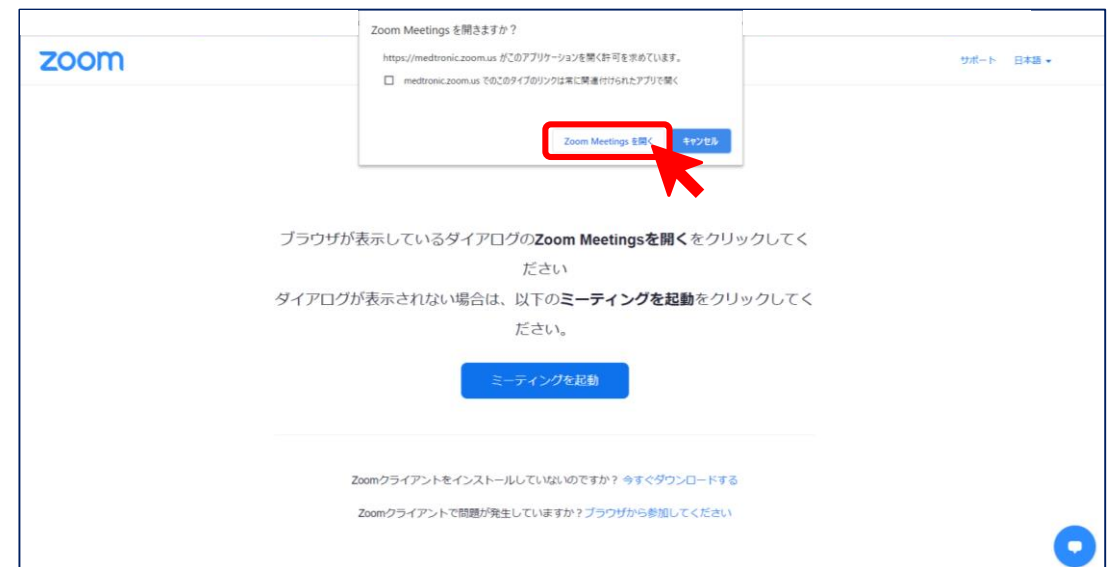 Zoom Meetings を開きますか？
https://medtronic.zoom.us がこのアプリケーションを開く許可を求めています。
medtronic.zoom.us でのこのタイプのリンクは常に関連付けられたアプリで開く
Zoom Meetings を開く キャンセル
zoom サポート 日本語
ブラウザが表示しているダイアログのZoom Meetingsを開くをクリックしてく
ださい
ダイアログが表示されない場合は、以下のミーティングを起動をクリックしてく
ださい。
ミーティングを起動
Zoomクライアントをインストールしていないのですか？ 今すぐダウンロードする
Zoomクライアントで問題が発生していますか？ブラウザから参加してください